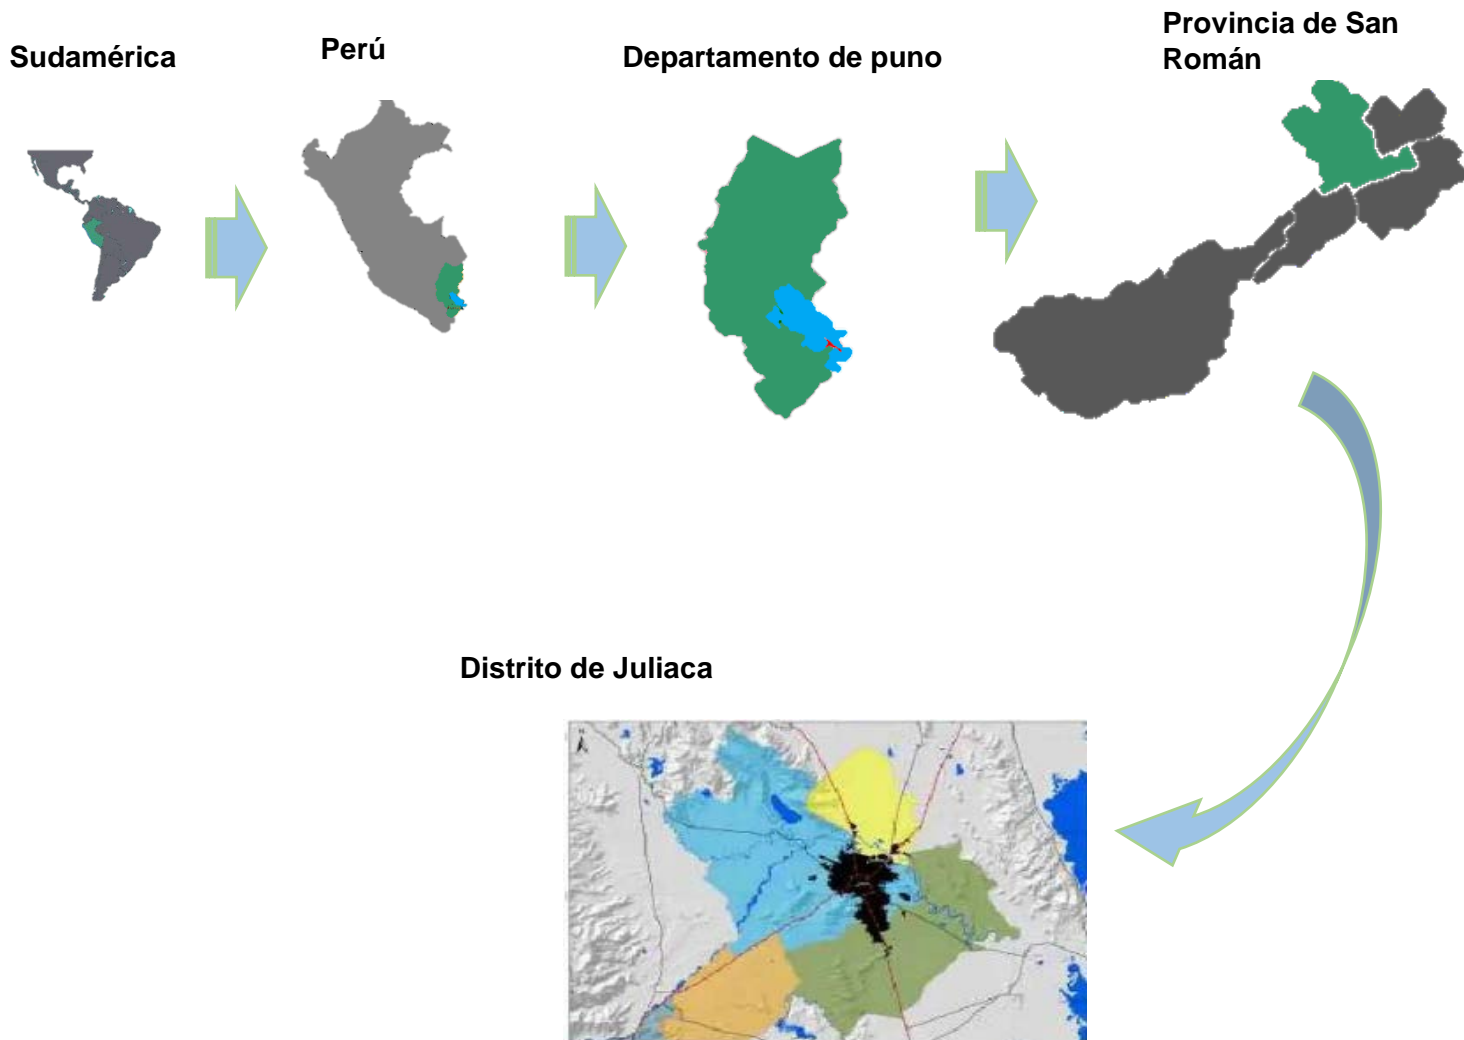 Sudamérica
Perú
Departamento de puno
Provincia de San
Román
Distrito de Juliaca